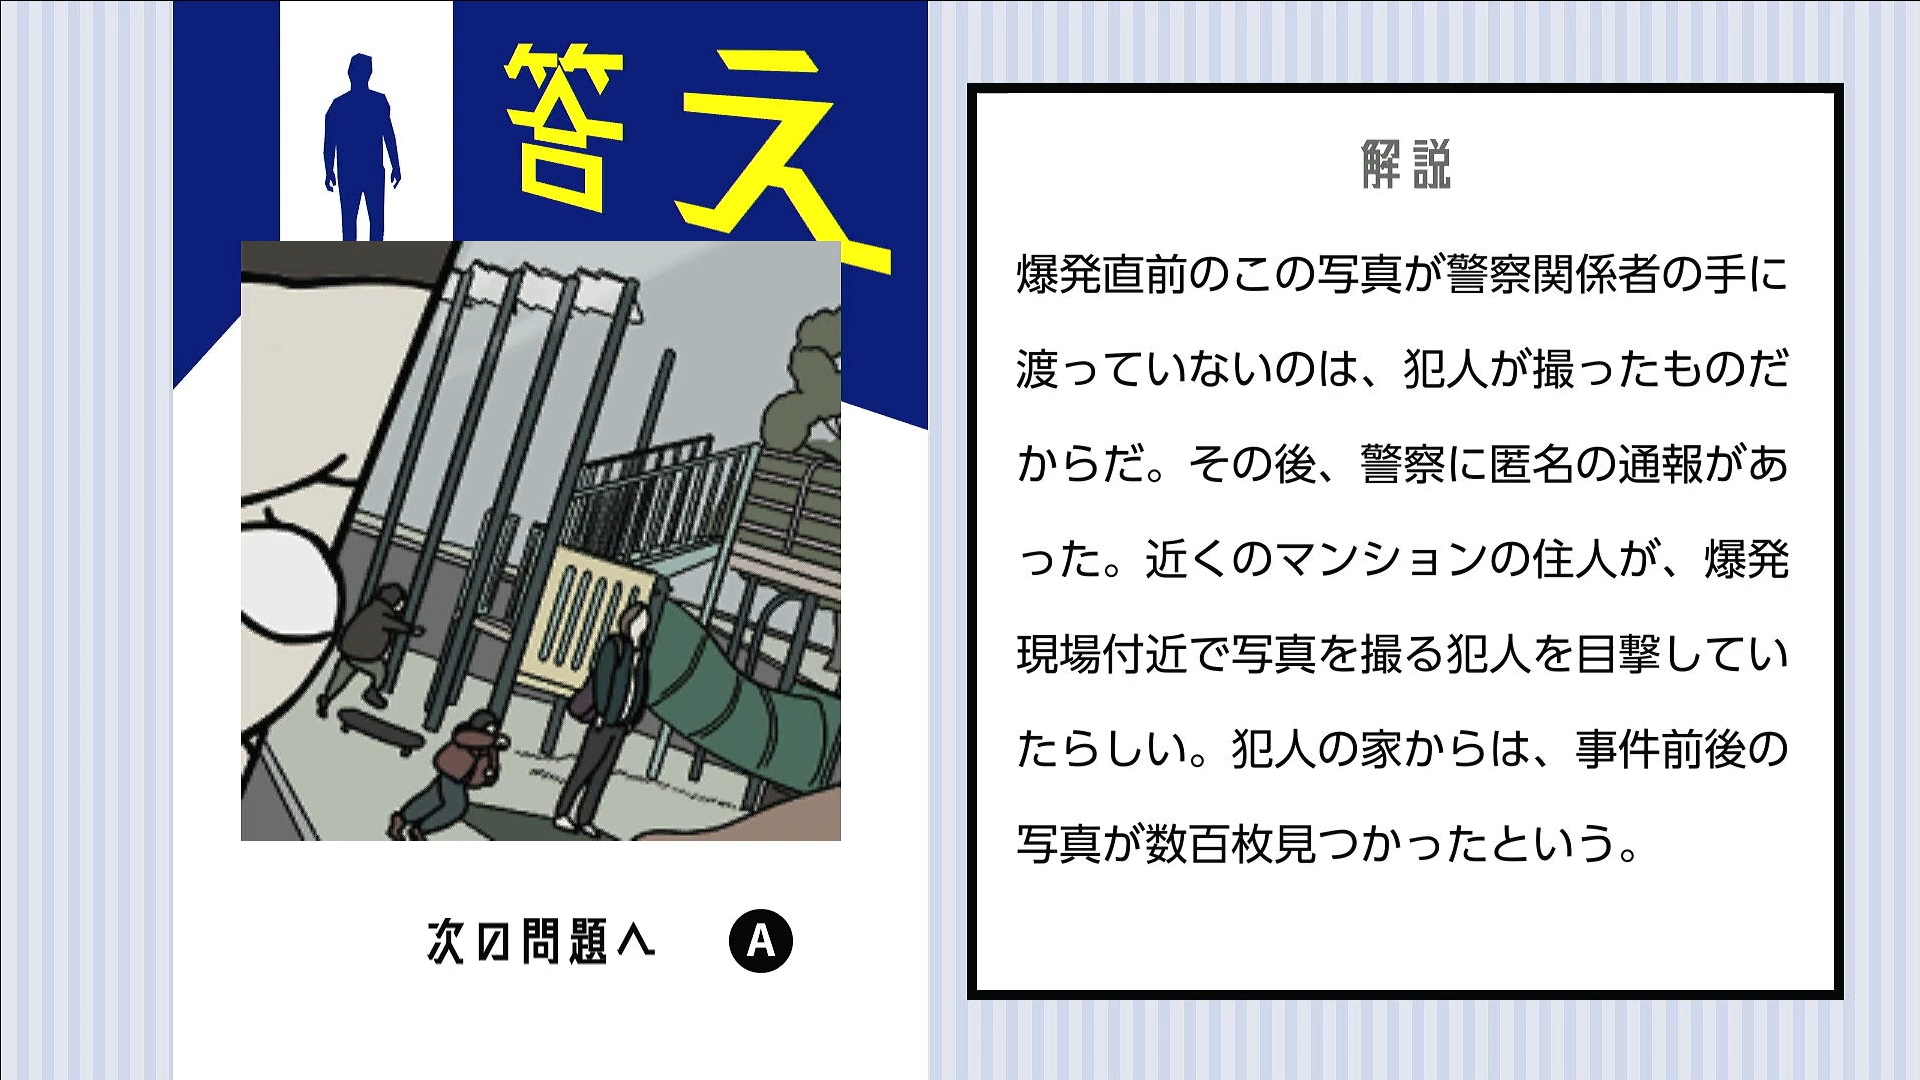 答え
解説
爆発直前のこの写真が警察関係者の手に
渡っていないのは、犯人が撮ったものだ
からだ。その後、警察に匿名の通報があ
った。近くのマンションの住人が、爆発
現場付近で写真を撮る犯人を目撃してい
たらしい。犯人の家からは、事件前後の
写真が数百枚見つかったという。
次の問題へ A